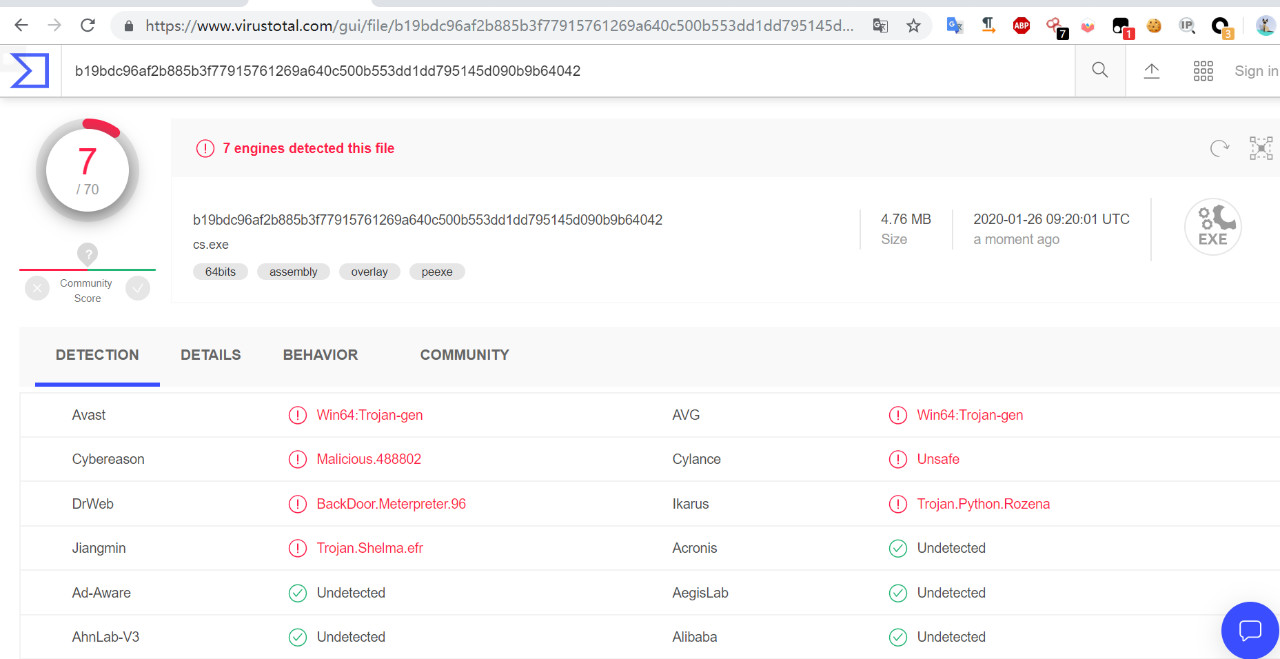 https://www.virustotal.com/gui/file/b19bdc96af2b885b3f77915761269a640c500b553dd1dd795145d...
ABP
7
1
IP
3
b19bdc96af2b885b3f77915761269a640c500b553dd1dd795145d090b9b64042
Sign in
7
/ 70
7 engines detected this file
b19bdc96af2b885b3f77915761269a640c500b553dd1dd795145d090b9b64042
cs.exe
64bits assembly overlay peexe
4.76 MB
Size
2020-01-26 09:20:01 UTC
a moment ago
EXE
?
Community
Score
DETECTION DETAILS BEHAVIOR COMMUNITY
Avast Win64:Trojan-gen AVG Win64:Trojan-gen
Cybereason Malicious.488802 Cylance Unsafe
DrWeb BackDoor.Meterpreter.96 Ikarus Trojan.Python.Rozena
Jiangmin Trojan.Shelma.efr Acronis Undetected
Ad-Aware Undetected AegisLab Undetected
AhnLab-V3 Undetected Alibaba Undetected